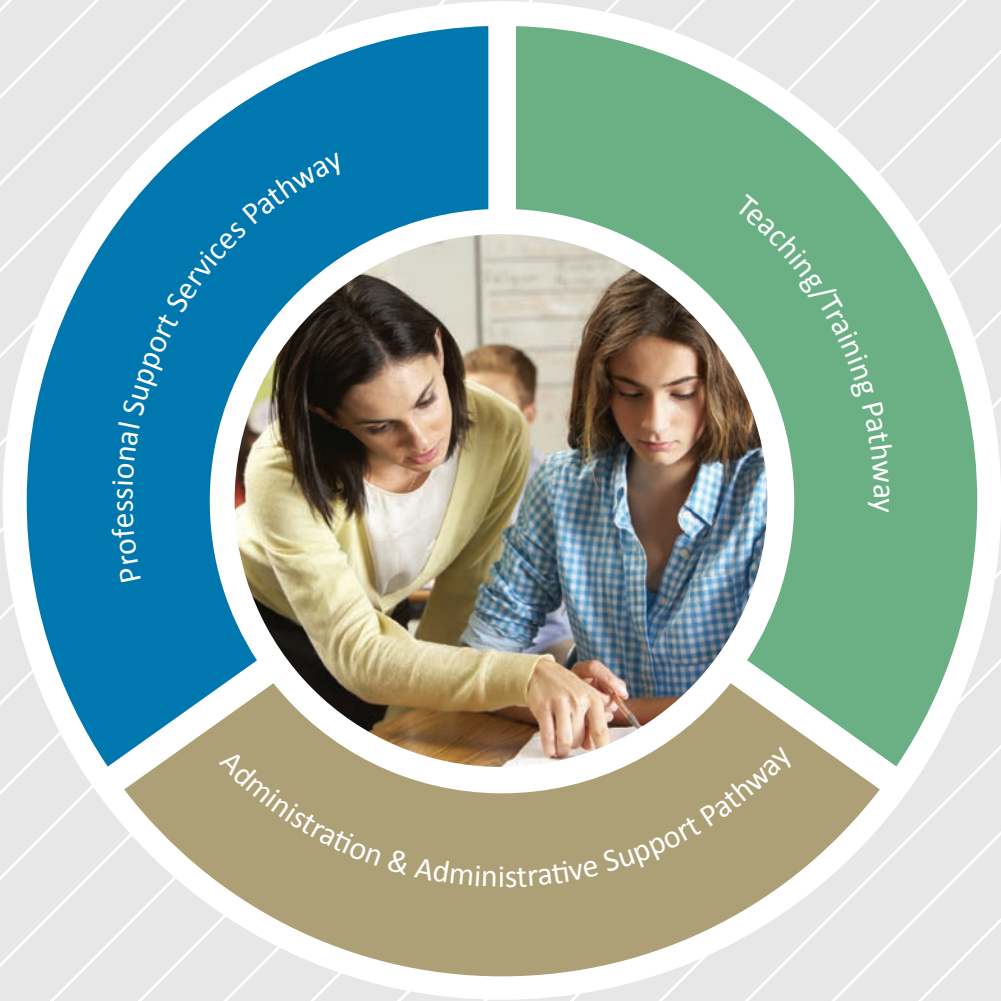 Professional Support Services Pathway
Teaching/Training Pathway
Administration & Administrative Support Pathway